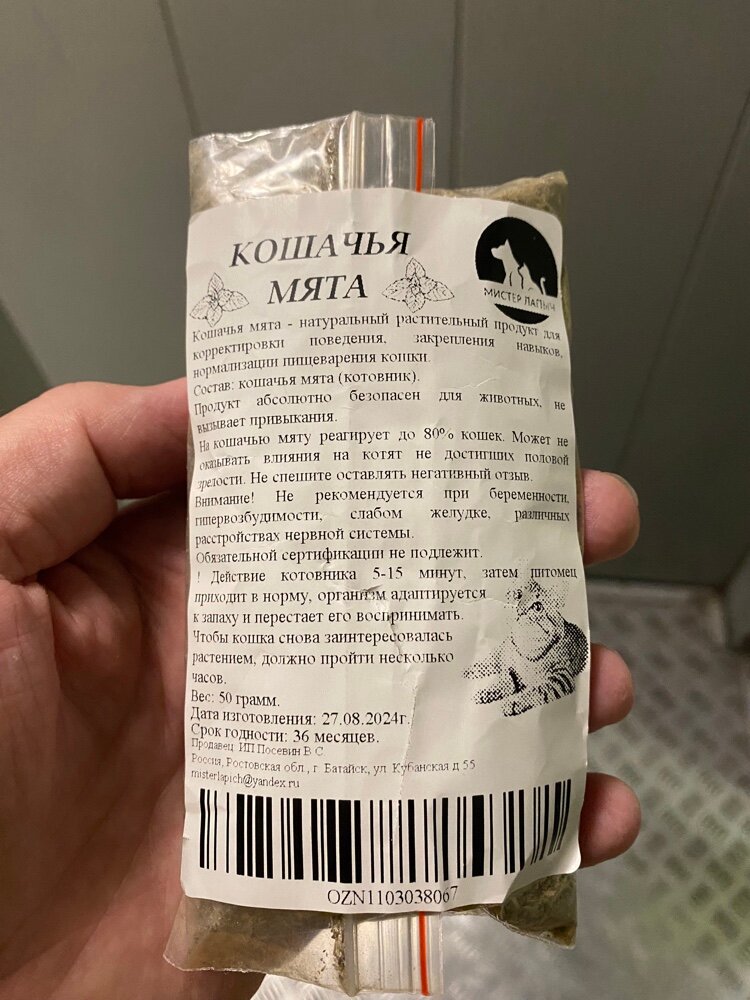 КОШАЧЬЯ
МЯТА
МИСТЕР ЛАПЫЧ
Кошачья мята - натуральный растительный продукт для
корректировки поведения, закрепления навыков,
нормализации пищеварения кошки.
Состав: кошачья мята (котовник).
Продукт абсолютно безопасен для животных, не
вызывает привыкания.
На кошачью мяту реагирует до 80% кошек. Может не
оказывать влияния на котят не достигших половой
зрелости. Не спешите оставлять негативный отзыв.
Внимание! Не рекомендуется при беременности,
гипервозбудимости, слабом желудке, различных
расстройствах нервной системы.
Обязательной сертификации не подлежит.
! Действие котовника 5-15 минут, затем питомец
приходит в норму, организм адаптируется
к запаху и перестает его воспринимать.
Чтобы кошка снова заинтересовалась
растением, должно пройти несколько
часов.
Вес: 50 грамм.
Дата изготовления: 27.08.2024г.
Срок годности: 36 месяцев.
Продавец: ИП Посевин В.С.
Россия, Ростовская обл., г. Батайск, ул. Кубанская д 55
misterlapich@yandex.ru
OZN1103038067